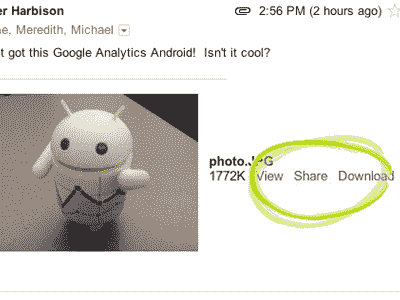 er Harbison
2:56 PM (2 hours ago)
e, Meredith, Michael
t got this Google Analytics Android! Isn't it cool?
photo.JPG
1772K View Share Download